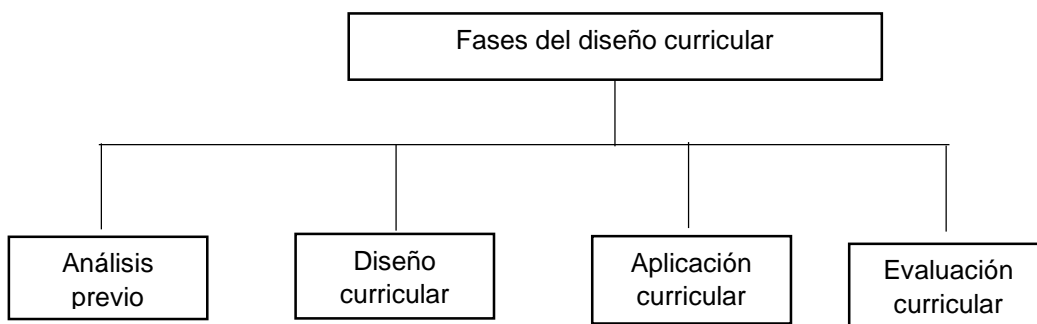 Fases del diseño curricular
Análisis
previo
Diseño
curricular
Aplicación
curricular
Evaluación
curricular